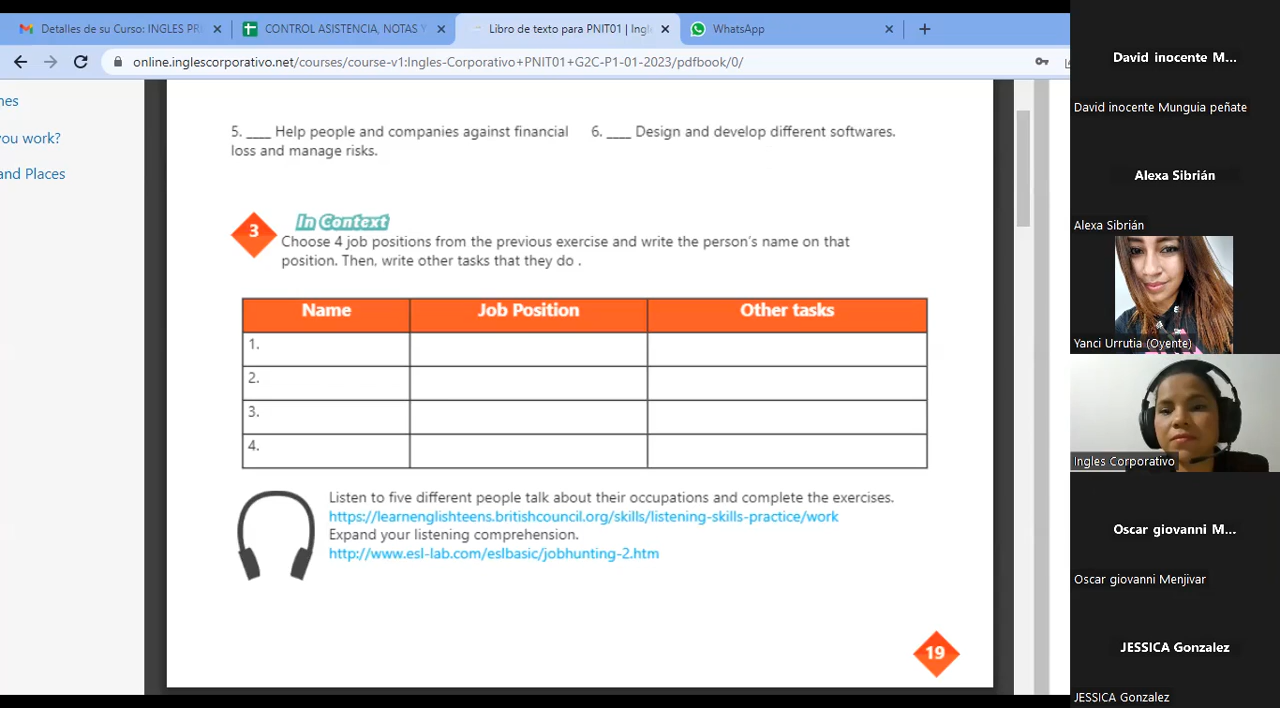 Detalles de su Curso: INGLES PR
CONTROL ASISTENCIA, NOTAS Y
Libro de texto para PNIT01 | Ingl
WhatsApp
online.inglescorporativo.net/courses/course-v1:Ingles-Corporativo+PNIT01+G2C-P1-01-2023/pdfbook/0/
nes
you work?
and Places
5. ____ Help people and companies against financial
loss and manage risks.
6. ____ Design and develop different softwares.
3
In Context
Choose 4 job positions from the previous exercise and write the person's name on that
position. Then, write other tasks that they do .
Name Job Position Other tasks
1.
2.
3.
4.
Listen to five different people talk about their occupations and complete the exercises.
https://learnenglishteens.britishcouncil.org/skills/listening-skills-practice/work
Expand your listening comprehension.
http://www.esl-lab.com/eslbasic/jobhunting-2.htm
19
David inocente M...
David inocente Munguia peñate
Alexa Sibrián
Alexa Sibrián
Yanci Urrutia (Oyente)
Ingles Corporativo
Oscar giovanni M...
Oscar giovanni Menjivar
JESSICA Gonzalez
JESSICA Gonzalez